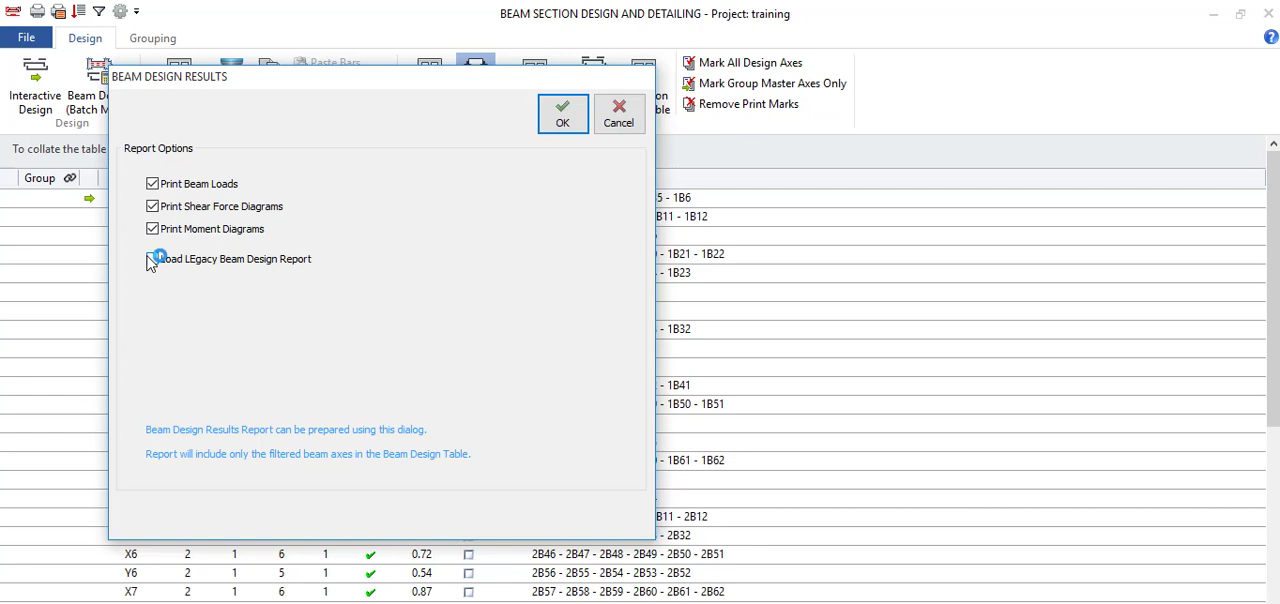 BEAM SECTION DESIGN AND DETAILING - Project: training
File
Design
Grouping
Paste Bars
Mark All Design Axes
Mark Group Master Axes Only
Remove Print Marks
Interactive
Design
Beam D
(Batch M
Design
BEAM DESIGN RESULTS
OK
Cancel
To collate the table
Report Options
Group
Print Beam Loads
Print Shear Force Diagrams
Print Moment Diagrams
Load LEgacy Beam Design Report
5 - 1B6
B11 - 1B12
- 1B21 - 1B22
- 1B23
- 1B32
- 1B41
- 1B50 - 1B51
- 1B61 - 1B62
B11 - 2B12
- 2B32
Beam Design Results Report can be prepared using this dialog.
Report will include only the filtered beam axes in the Beam Design Table.
X6 2 1 6 1 0.72 2B46 - 2B47 - 2B48 - 2B49 - 2B50 - 2B51
Y6 2 1 5 1 0.54 2B56 - 2B55 - 2B54 - 2B53 - 2B52
X7 2 1 6 1 0.87 2B57 - 2B58 - 2B59 - 2B60 - 2B61 - 2B62